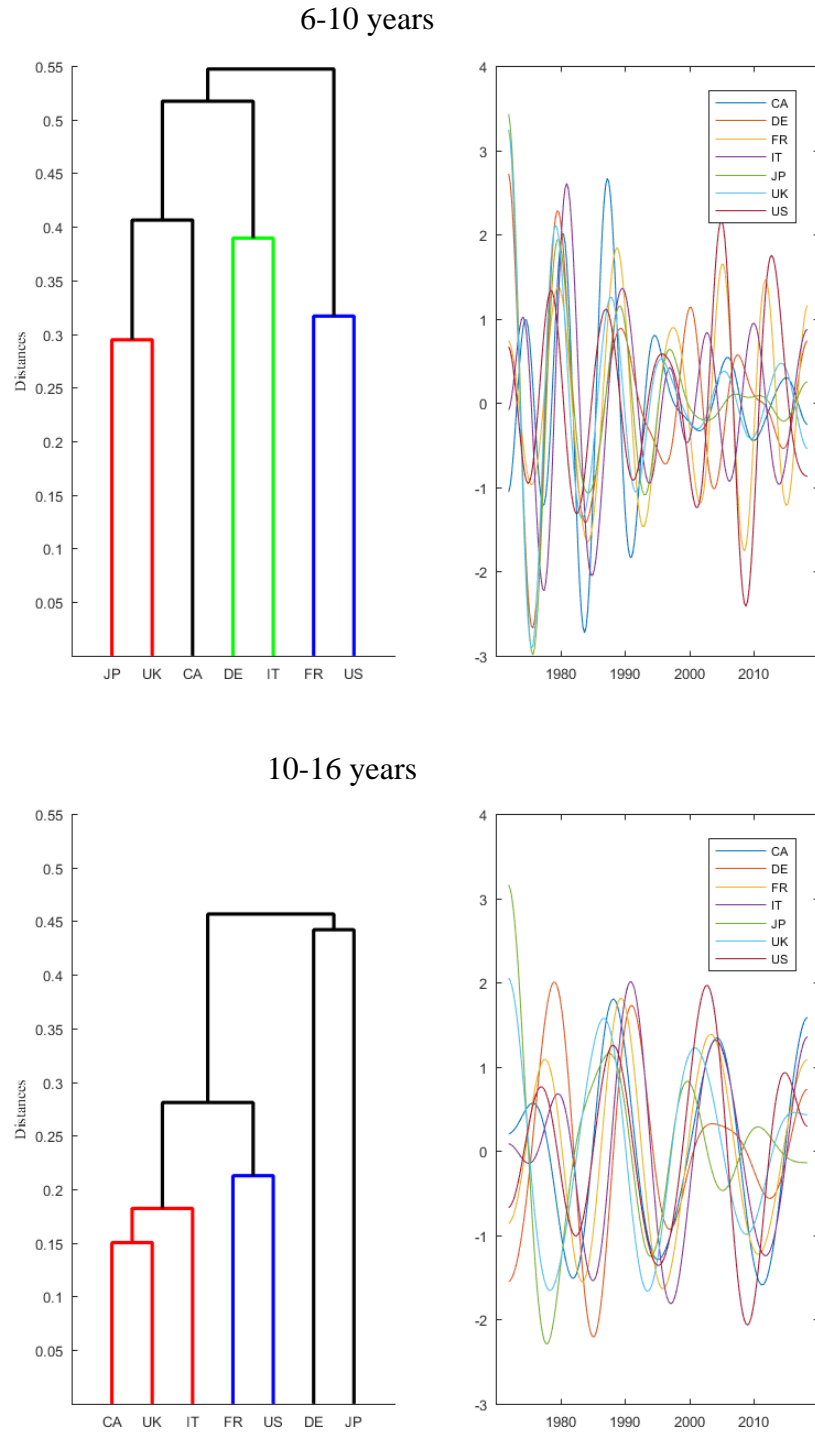 6-10 years
0.55
0.5
0.45
0.4
0.35
0.3
0.25
0.2
0.15
0.1
0.05
Distances
JP UK CA DE IT FR US
4
3
2
1
0
-1
-2
-3
1980 1990 2000 2010
CA
DE
FR
IT
JP
UK
US
10-16 years
0.55
0.5
0.45
0.4
0.35
0.3
0.25
0.2
0.15
0.1
0.05
Distances
CA UK IT FR US DE JP
4
3
2
1
0
-1
-2
-3
1980 1990 2000 2010
CA
DE
FR
IT
JP
UK
US